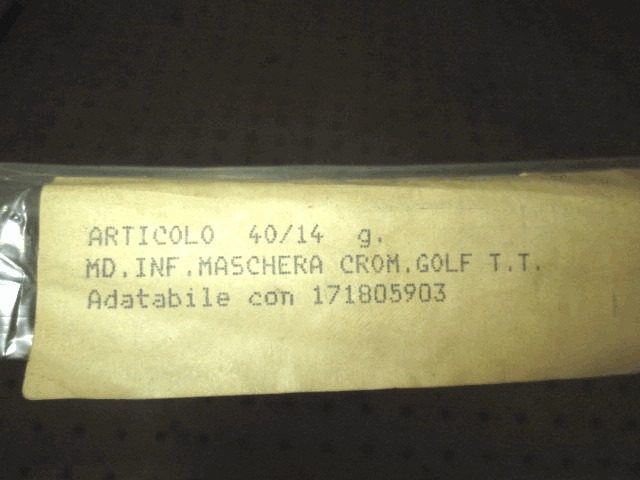 ARTICOLO 40/14 g.
MD.INF.MASCHERA CROM.GOLF T.T.
Adatabile con 171805903